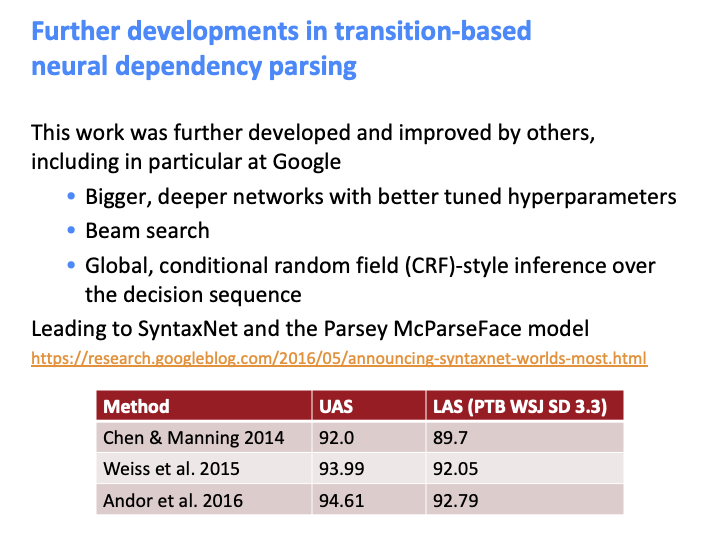 Further developments in transition-based
neural dependency parsing
This work was further developed and improved by others,
including in particular at Google
• Bigger, deeper networks with better tuned hyperparameters
• Beam search
• Global, conditional random field (CRF)-style inference over
the decision sequence
Leading to SyntaxNet and the Parsey McParseFace model
https://research.googleblog.com/2016/05/announcing-syntaxnet-worlds-most.html
Method UAS LAS (PTB WSJ SD 3.3)
Chen & Manning 2014 92.0 89.7
Weiss et al. 2015 93.99 92.05
Andor et al. 2016 94.61 92.79